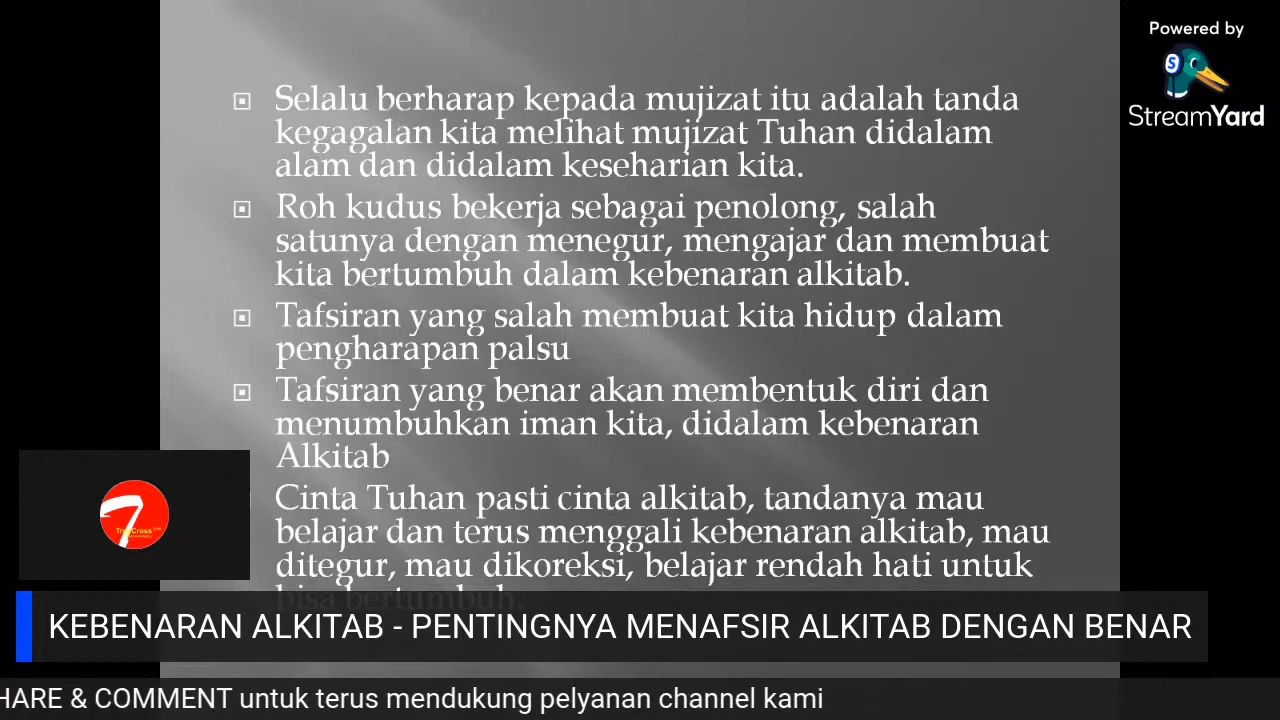 Powered by
StreamYard
Selalu berharap kepada mujizat itu adalah tanda
kegagalan kita melihat mujizat Tuhan didalam
alam dan didalam keseharian kita.
Roh kudus bekerja sebagai penolong, salah
satunya dengan menegur, mengajar dan membuat
kita bertumbuh dalam kebenaran alkitab.
Tafsiran yang salah membuat kita hidup dalam
pengharapan palsu
Tafsiran yang benar akan membentuk diri dan
menumbuhkan iman kita, didalam kebenaran
Alkitab
Cinta Tuhan pasti cinta alkitab, tandanya mau
belajar dan terus menggali kebenaran alkitab, mau
ditegur, mau dikoreksi, belajar rendah hati untuk
bisa bertumbuh.
KEBENARAN ALKITAB - PENTINGNYA MENAFSIR ALKITAB DENGAN BENAR
HARE & COMMENT untuk terus mendukung pelyanan channel kami